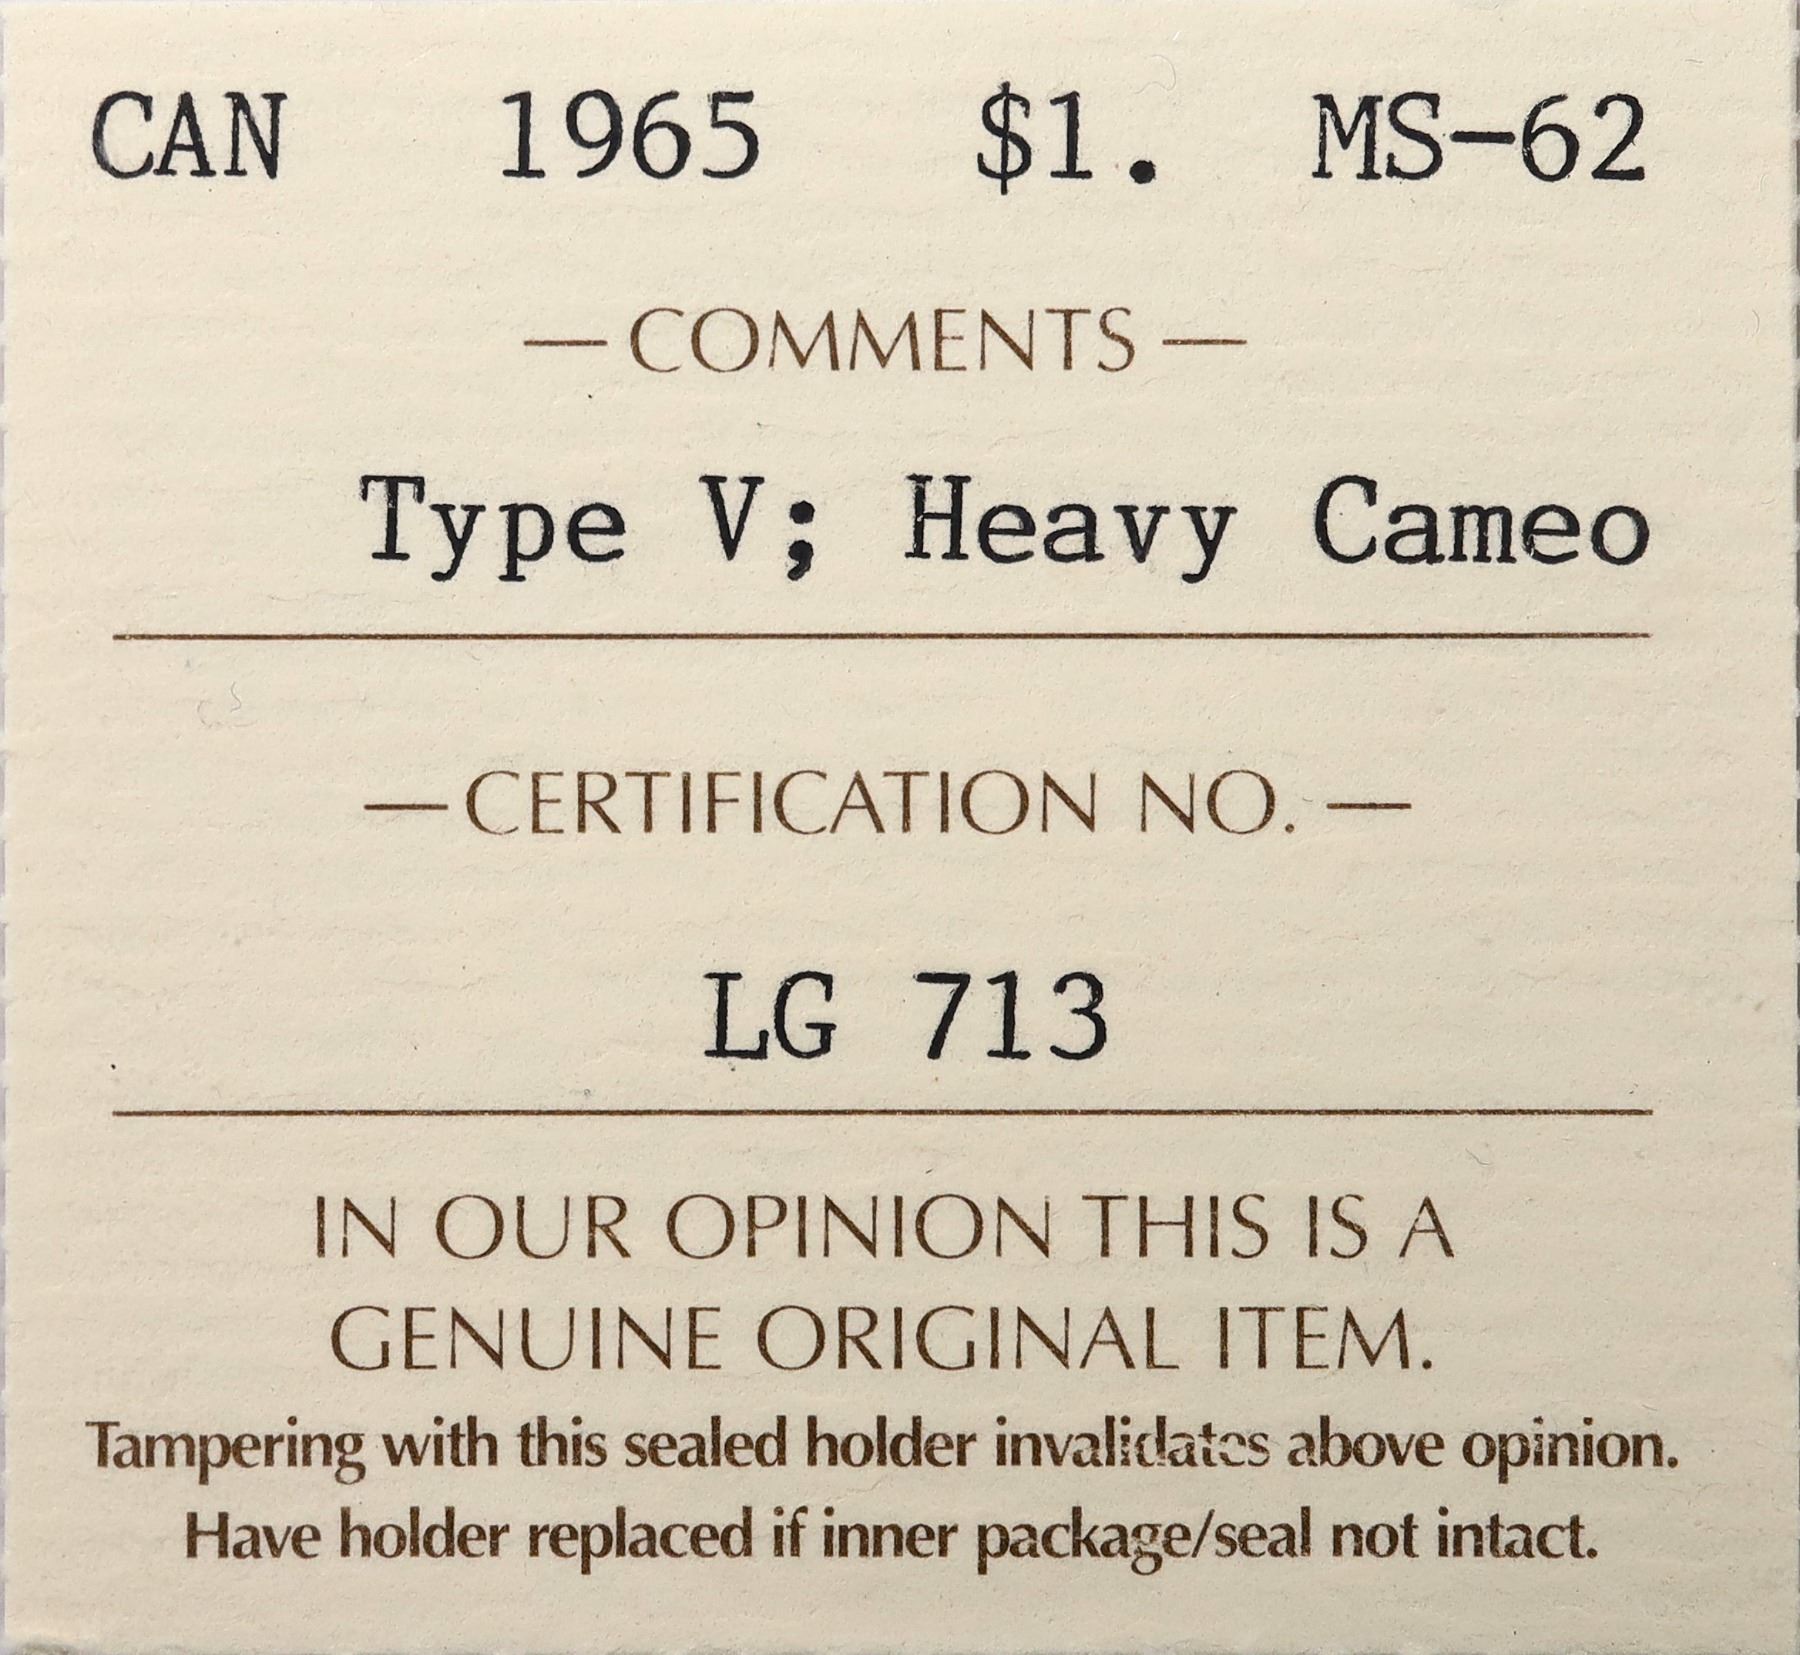 CAN 1965 $1. MS-62
— COMMENTS —
Type V; Heavy Cameo
— CERTIFICATION NO. —
LG 713
IN OUR OPINION THIS IS A
GENUINE ORIGINAL ITEM.
Tampering with this sealed holder invalidates above opinion.
Have holder replaced if inner package/seal not intact.